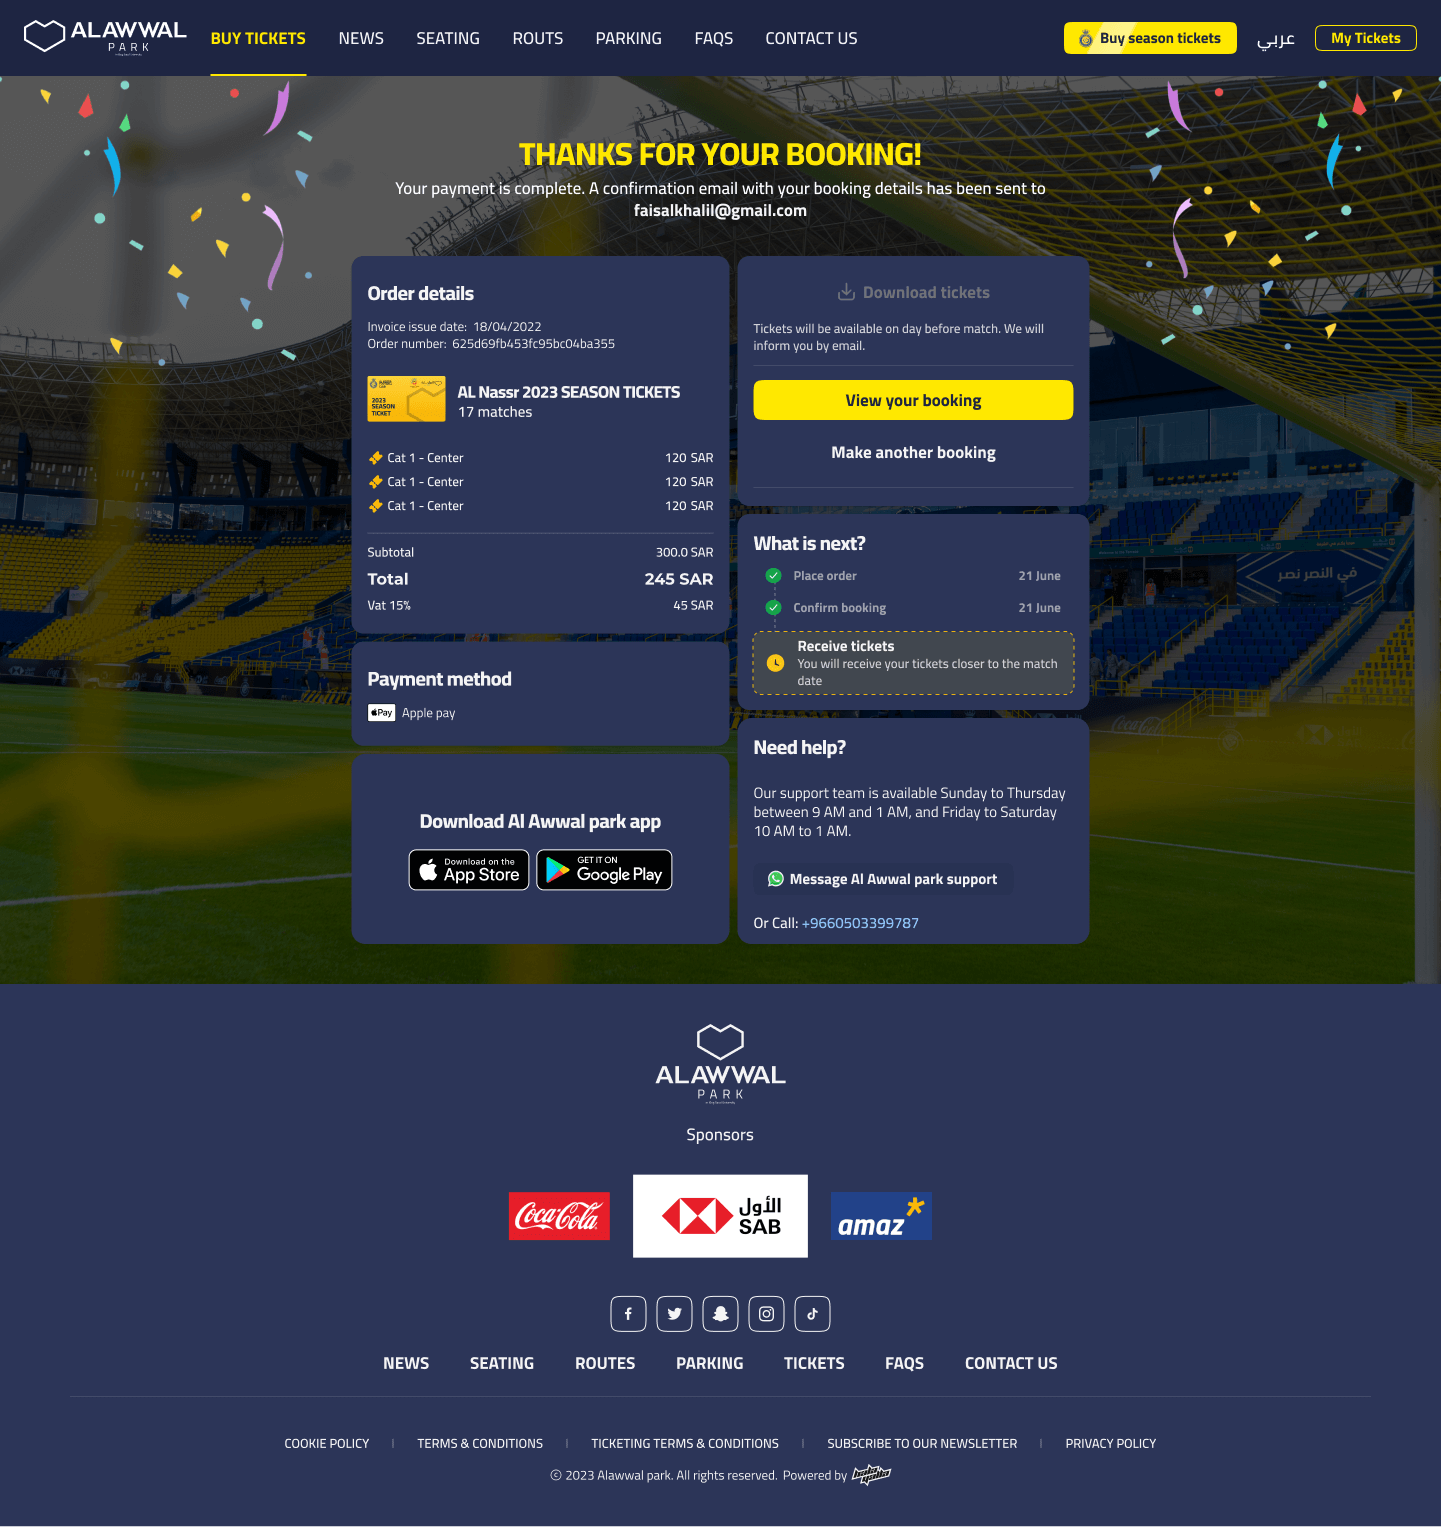 ALAWWAL
PARK
BUY TICKETS
NEWS
SEATING
ROUTS
PARKING
FAQS
CONTACT US
Buy season tickets
عربي
My Tickets
THANKS FOR YOUR BOOKING!
Your payment is complete. A confirmation email with your booking details has been sent to
faisalkhalil@gmail.com
Order details
Invoice issue date: 18/04/2022
Order number: 625d69fb453fc95bc04ba355
2023
SEASON
TICKET
AL Nassr 2023 SEASON TICKETS
17 matches
Cat 1 - Center 120 SAR
Cat 1 - Center 120 SAR
Cat 1 - Center 120 SAR
Subtotal 300.0 SAR
Total 245 SAR
Vat 15% 45 SAR
Payment method
Pay Apple pay
Download Al Awwal park app
Download on the
App Store
GET IT ON
Google Play
Download tickets
Tickets will be available on day before match. We will
inform you by email.
View your booking
Make another booking
What is next?
Place order 21 June
Confirm booking 21 June
Receive tickets
You will receive your tickets closer to the match
date
في النصر نصر
Coca-Cola
Need help?
Our support team is available Sunday to Thursday
between 9 AM and 1 AM, and Friday to Saturday
10 AM to 1 AM.
Message Al Awwal park support
Or Call: +9660503399787
ALAWWAL
PARK
Sponsors
Coca-Cola
الأول
SAB
amaz
NEWS
SEATING
ROUTES
PARKING
TICKETS
FAQS
CONTACT US
COOKIE POLICY
TERMS & CONDITIONS
TICKETING TERMS & CONDITIONS
SUBSCRIBE TO OUR NEWSLETTER
PRIVACY POLICY
© 2023 Alawwal park. All rights reserved. Powered by